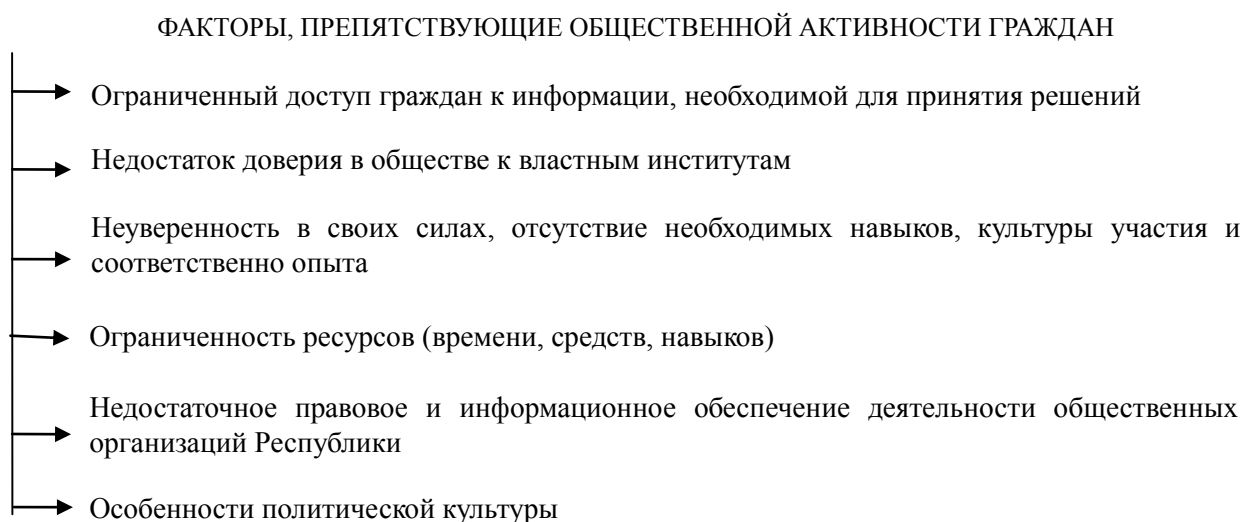 ФАКТОРЫ, ПРЕПЯТСТВУЮЩИЕ ОБЩЕСТВЕННОЙ АКТИВНОСТИ ГРАЖДАН
Ограниченный доступ граждан к информации, необходимой для принятия решений
Недостаток доверия в обществе к властным институтам
Неуверенность в своих силах, отсутствие необходимых навыков, культуры участия и
соответственно опыта
Ограниченность ресурсов (времени, средств, навыков)
Недостаточное правовое и информационное обеспечение деятельности общественных
организаций Республики
Особенности политической культуры